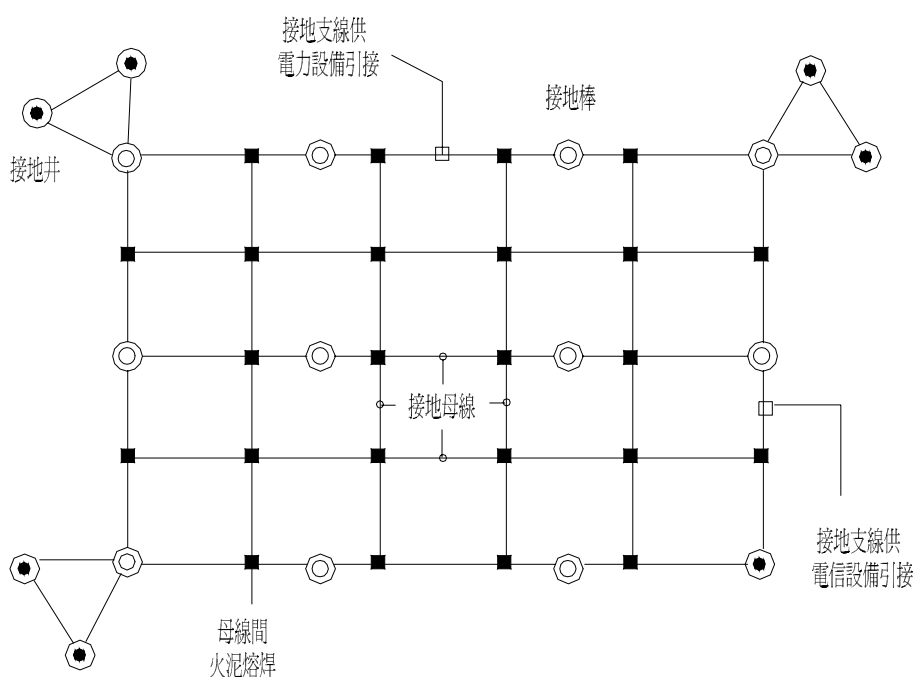 接地支線供
電力設備引接
接地棒
接地井
接地母線
接地支線供
電信設備引接
母線間
火泥熔焊